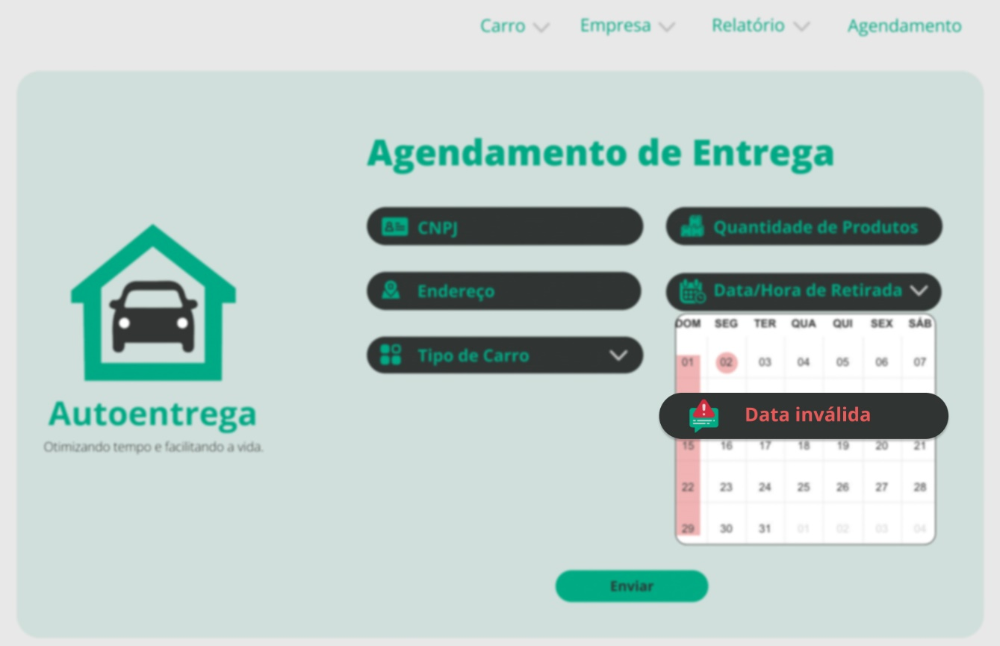 Carro Empresa Relatório Agendamento
Agendamento de Entrega
CNPJ
Quantidade de Produtos
Endereço
Data/Hora de Retirada
Tipo de Carro
DOM SEG TER QUA QUI SEX SÁB
01 02 03 04 05 06 07
Data inválida
15 16 17 18 19 20 21
22 23 24 25 26 27 28
29 30 31 01 02 03 04
Autoentrega
Otimizando tempo e facilitando a vida.
Enviar